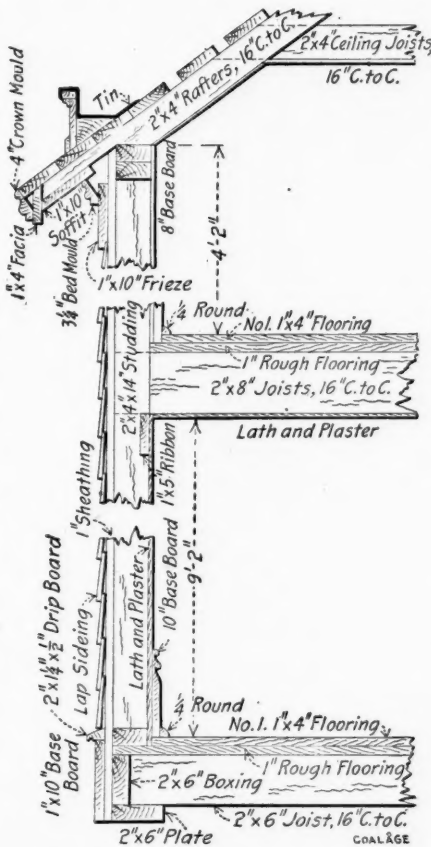 2"x4"Ceiling Joists,
16"C.toC.
2"x4"Rafters, 16"C.toC.
Tin
4"Crown Mould
1"x4"Facia
1"x10"
Soffit
3¼"Bed Mould
1"x10"Frieze
8"Base Board
4'-2"
¼ Round
No.1. 1"x4"Flooring
1"Rough Flooring
2"x8"Joists, 16"C.toC.
Lath and Plaster
2"x4"x14"Studding
1"x5"Ribbon
1"Sheathing
9'-2"
Lath and Plaster
10"Base Board
2"x1¼"x½"Drip Board
Lap Sideing
¼ Round
No.1. 1"x4"Flooring
1"Rough Flooring
1"x10"Base
Board
2"x6"Boxing
2"x6"Joist, 16"C.toC.
2"x6"Plate
COAL AGE